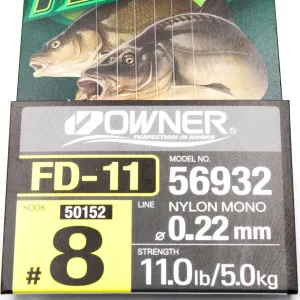 OWNER
PERFECTION IN HOOKS
®
FD-11
MODEL NO.
56932
HOOK
50152
LINE
NYLON MONO
ø0.22 mm
#8
STRENGTH
11.0lb/5.0kg